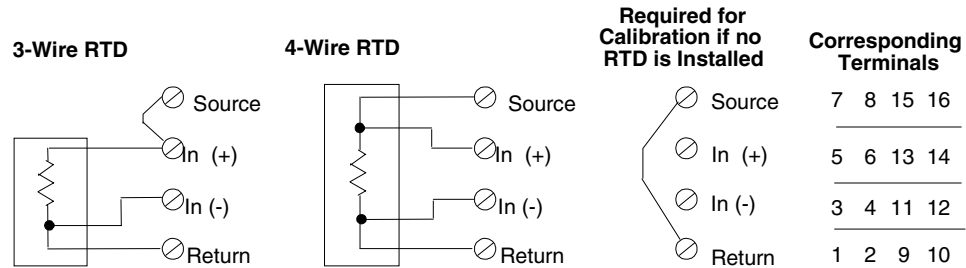 3-Wire RTD
Source
In (+)
In (-)
Return
4-Wire RTD
Source
In (+)
In (-)
Return
Required for
Calibration if no
RTD is Installed
Source
In (+)
In (-)
Return
Corresponding
Terminals
7 8 15 16
5 6 13 14
3 4 11 12
1 2 9 10